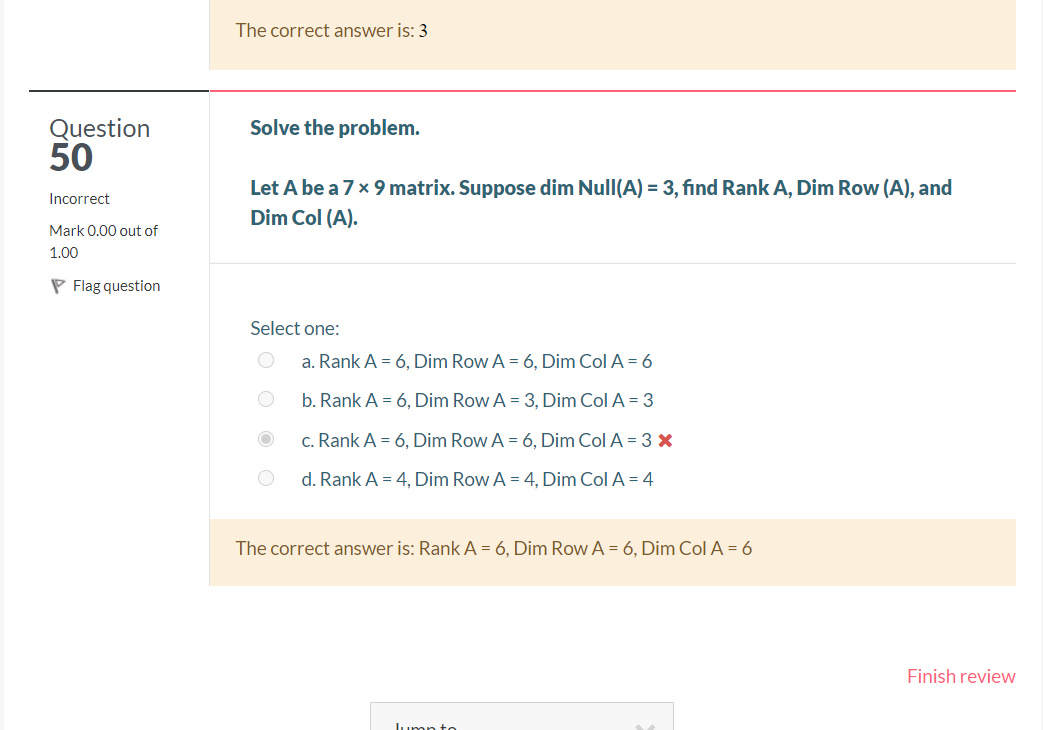 The correct answer is: 3
Question
50
Incorrect
Mark 0.00 out of
1.00
Flag question
Solve the problem.
Let A be a 7 × 9 matrix. Suppose dim Null(A) = 3, find Rank A, Dim Row (A), and
Dim Col (A).
Select one:
a. Rank A = 6, Dim Row A = 6, Dim Col A = 6
b. Rank A = 6, Dim Row A = 3, Dim Col A = 3
c. Rank A = 6, Dim Row A = 6, Dim Col A = 3
d. Rank A = 4, Dim Row A = 4, Dim Col A = 4
The correct answer is: Rank A = 6, Dim Row A = 6, Dim Col A = 6
Finish review
Jump to